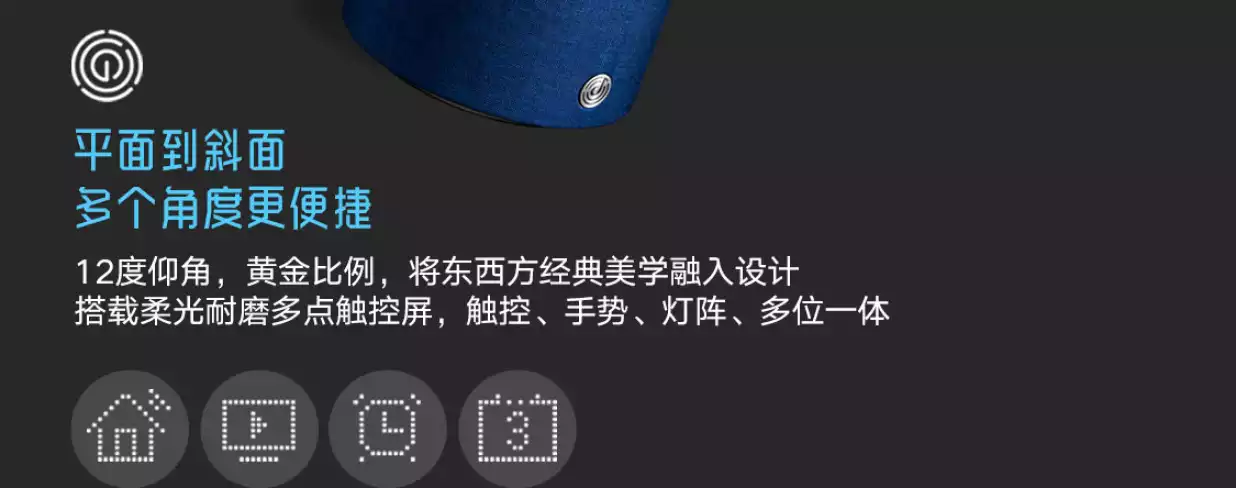 平面到斜面
多个角度更便捷
12度仰角，黄金比例，将东西方经典美学融入设计
搭载柔光耐磨多点触控屏，触控、手势、灯阵、多位一体
3